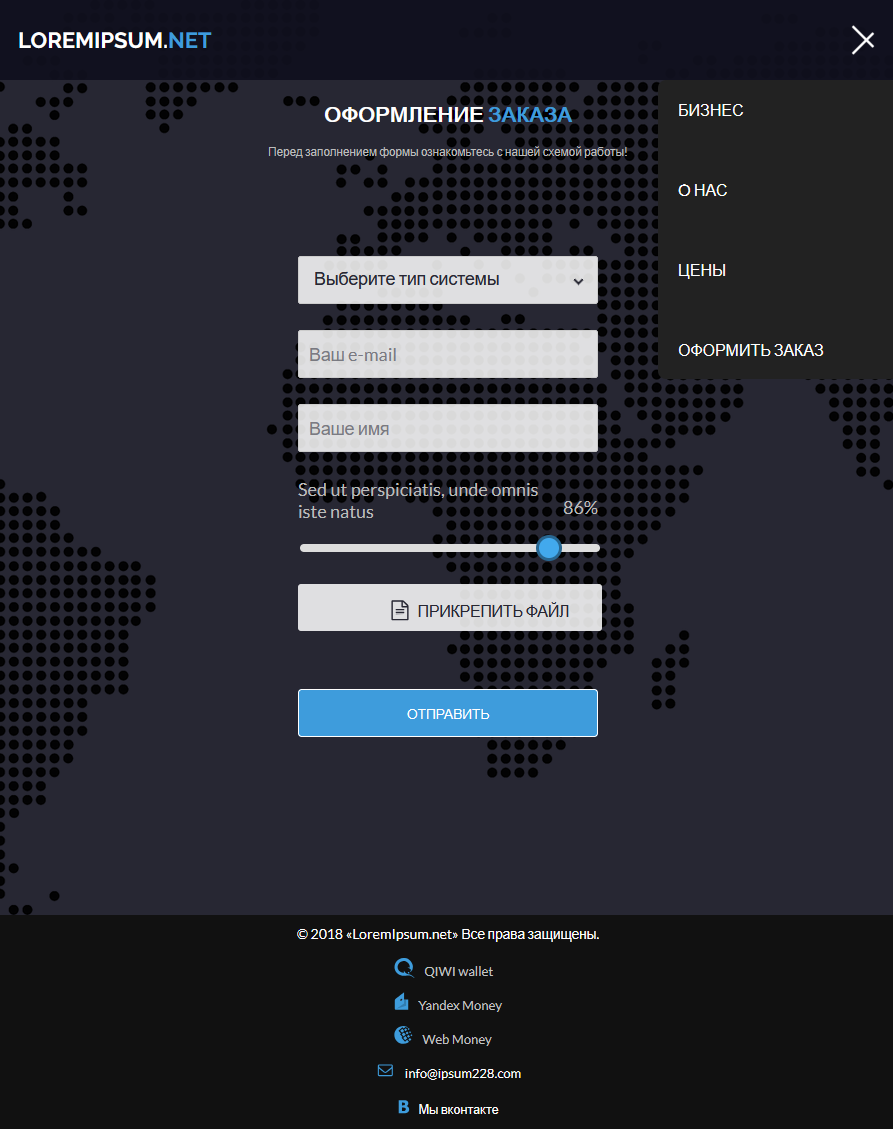 LOREMIPSUM.NET
БИЗНЕС
О НАС
ЦЕНЫ
ОФОРМИТЬ ЗАКАЗ
ОФОРМЛЕНИЕ ЗАКАЗА
Перед заполнением формы ознакомьтесь с нашей схемой работы!
Выберите тип системы
Ваш e-mail
Ваше имя
Sed ut perspiciatis, unde omnis
iste natus
86%
ПРИКРЕПИТЬ ФАЙЛ
ОТПРАВИТЬ
© 2018 «LoremIpsum.net» Все права защищены.
QIWI wallet
Yandex Money
Web Money
info@ipsum228.com
B Мы вконтакте